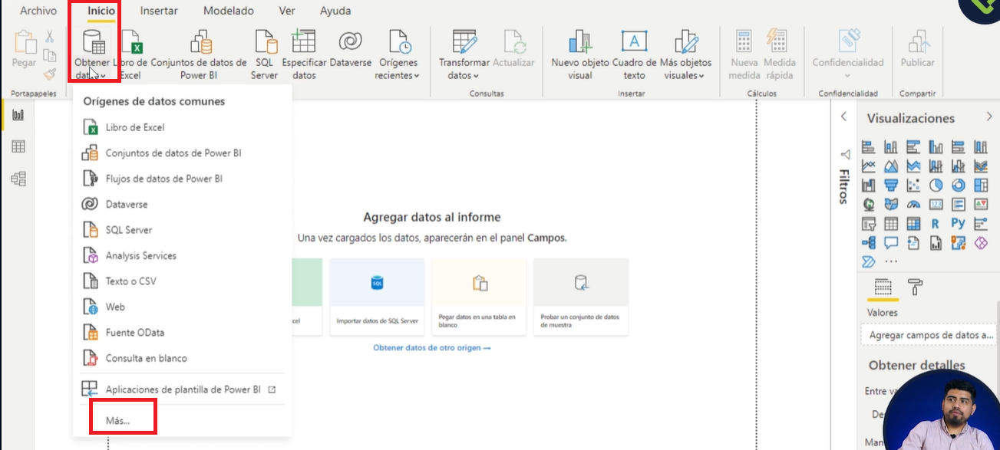 Archivo Inicio Insertar Modelado Ver Ayuda
Pegar
Obtener datos
Libro de Excel
Conjuntos de datos de Power BI
SQL Server
Especificar datos
Dataverse
Orígenes recientes
Transformar datos
Actualizar
Nuevo objeto visual
Cuadro de texto
Más objetos visuales
Nueva medida
Medida rápida
Confidencialidad
Publicar
Portapapeles
Consultas
Insertar
Cálculos
Confidencialidad
Compartir
Orígenes de datos comunes
Libro de Excel
Conjuntos de datos de Power BI
Flujos de datos de Power BI
Dataverse
SQL Server
Analysis Services
Texto o CSV
Web
Fuente OData
Consulta en blanco
Aplicaciones de plantilla de Power BI
Más...
Agregar datos al informe
Una vez cargados los datos, aparecerán en el panel Campos.
SQL
cel
Importar datos de SQL Server
Pegar datos en una tabla en
blanco
Probar un conjunto de datos
de muestra
Obtener datos de otro origen →
Filtros
Visualizaciones
123
R Py
...
Valores
Agregar campos de datos a...
Obtener detalles
Entre va
De
Man